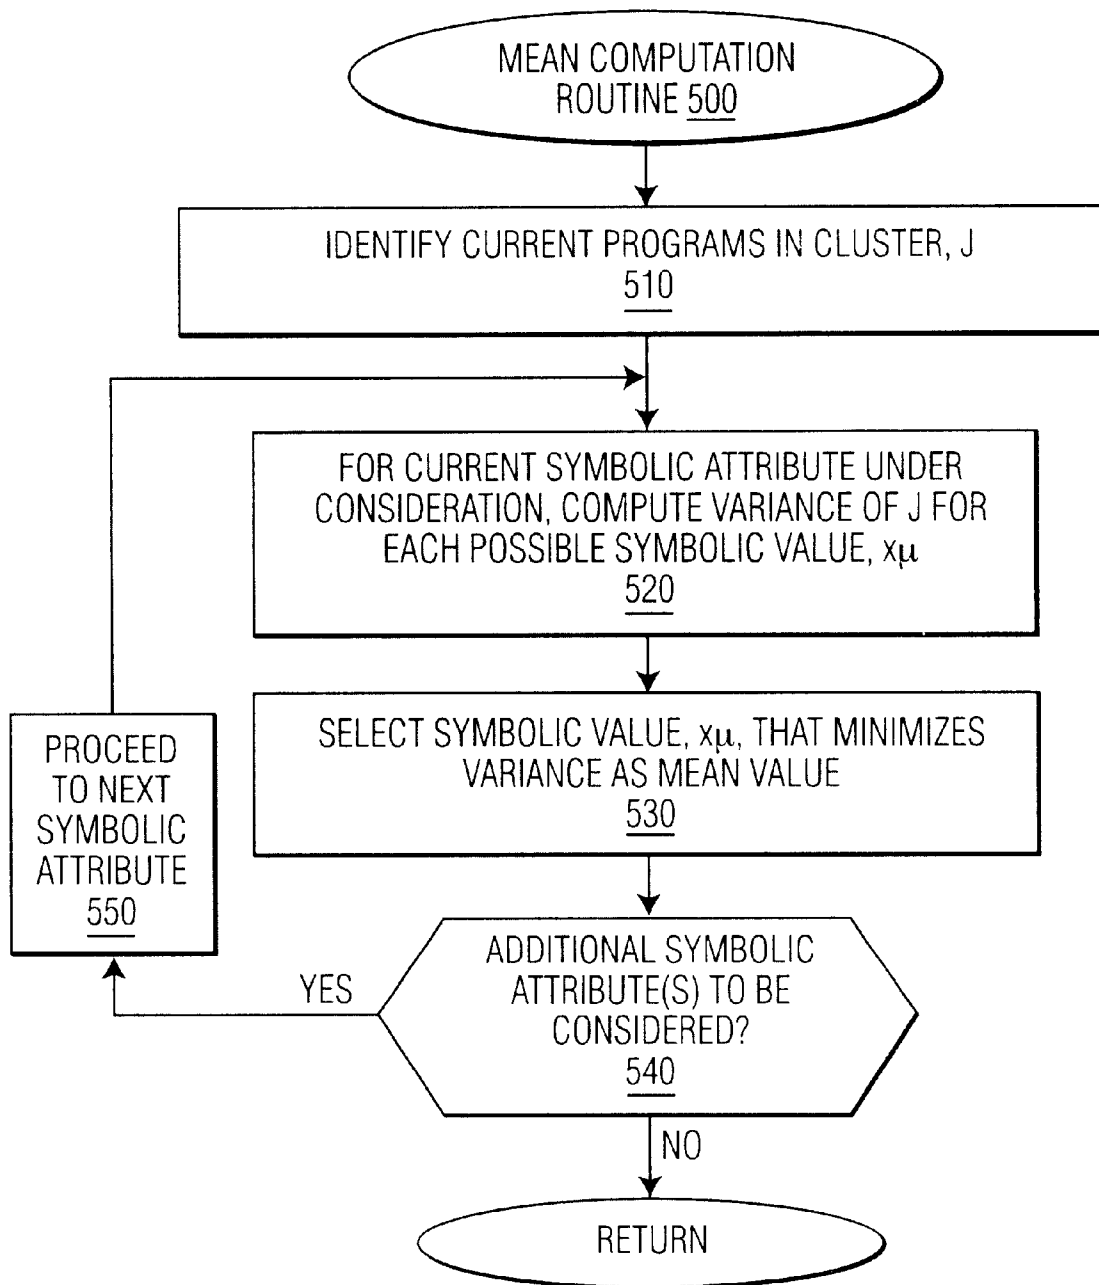 MEAN COMPUTATION
ROUTINE 500
IDENTIFY CURRENT PROGRAMS IN CLUSTER, J
510
FOR CURRENT SYMBOLIC ATTRIBUTE UNDER
CONSIDERATION, COMPUTE VARIANCE OF J FOR
EACH POSSIBLE SYMBOLIC VALUE, xμ
520
SELECT SYMBOLIC VALUE, xμ, THAT MINIMIZES
VARIANCE AS MEAN VALUE
530
PROCEED
TO NEXT
SYMBOLIC
ATTRIBUTE
550
ADDITIONAL SYMBOLIC
ATTRIBUTE(S) TO BE
CONSIDERED?
540
YES
NO
RETURN